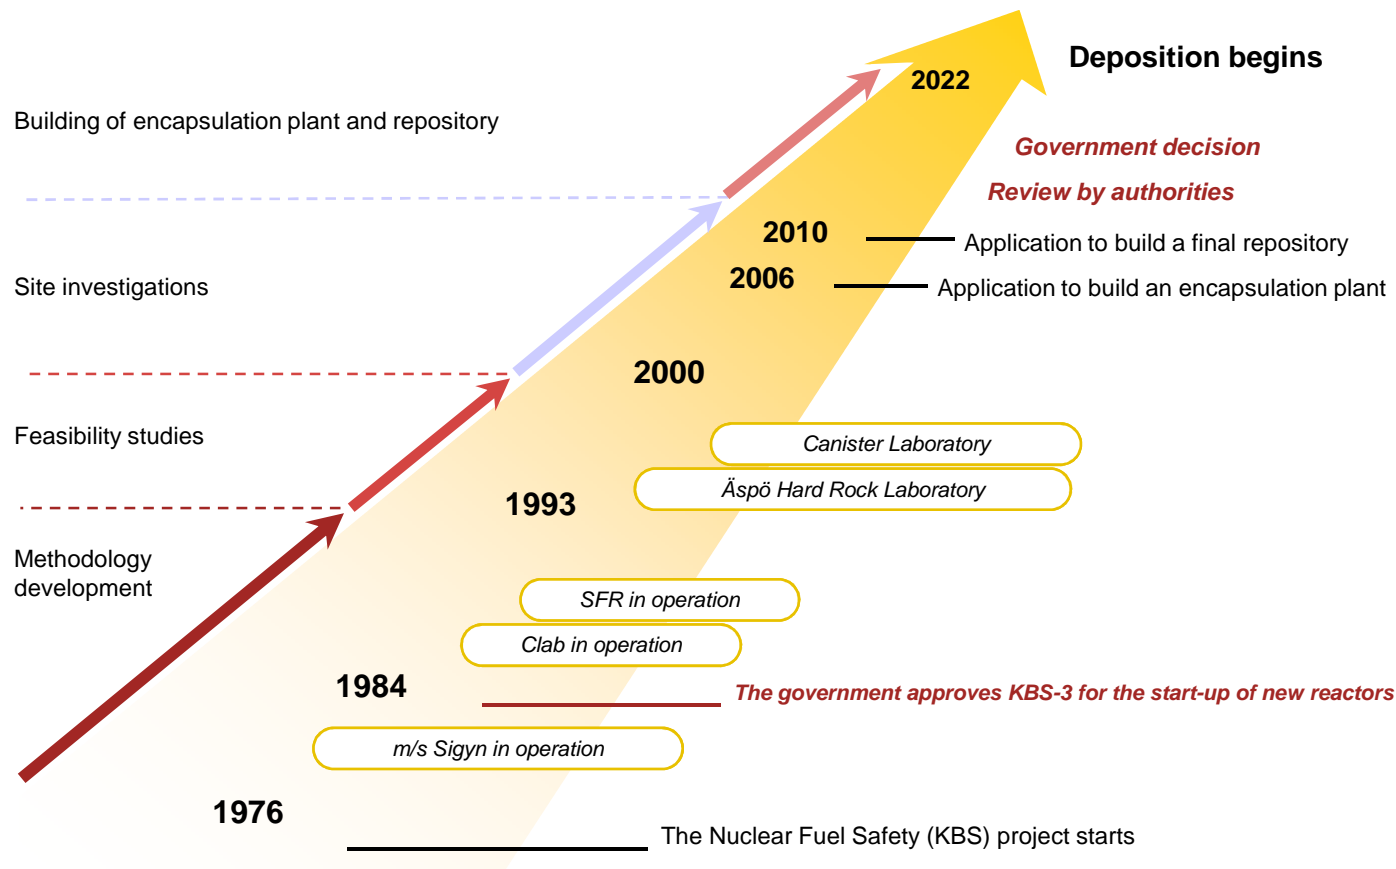 Deposition begins
2022
Building of encapsulation plant and repository
Government decision
Review by authorities
2010
Application to build a final repository
2006
Application to build an encapsulation plant
Site investigations
2000
Feasibility studies
Canister Laboratory
Äspö Hard Rock Laboratory
1993
Methodology
development
SFR in operation
Clab in operation
1984
The government approves KBS-3 for the start-up of new reactors
m/s Sigyn in operation
1976
The Nuclear Fuel Safety (KBS) project starts